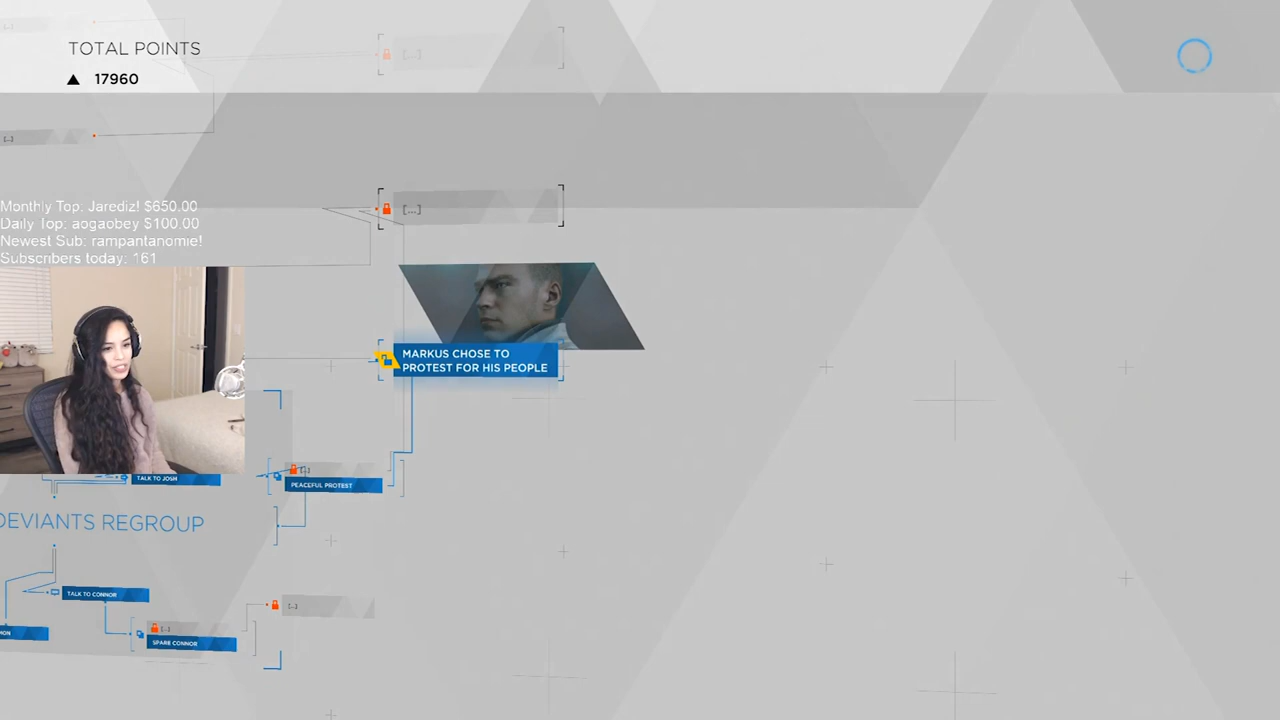 TOTAL POINTS
17960
[...]
[...]
[...]
[...]
Monthly Top: Jarediz! $650.00
Daily Top: aogaobey $100.00
Newest Sub: rampantanomie!
Subscribers today: 161
MARKUS CHOSE TO
PROTEST FOR HIS PEOPLE
[...]
TALK TO JOSH
PEACEFUL PROTEST
DEVIANTS REGROUP
TALK TO CONNOR
[...]
[...]
SPARE CONNOR